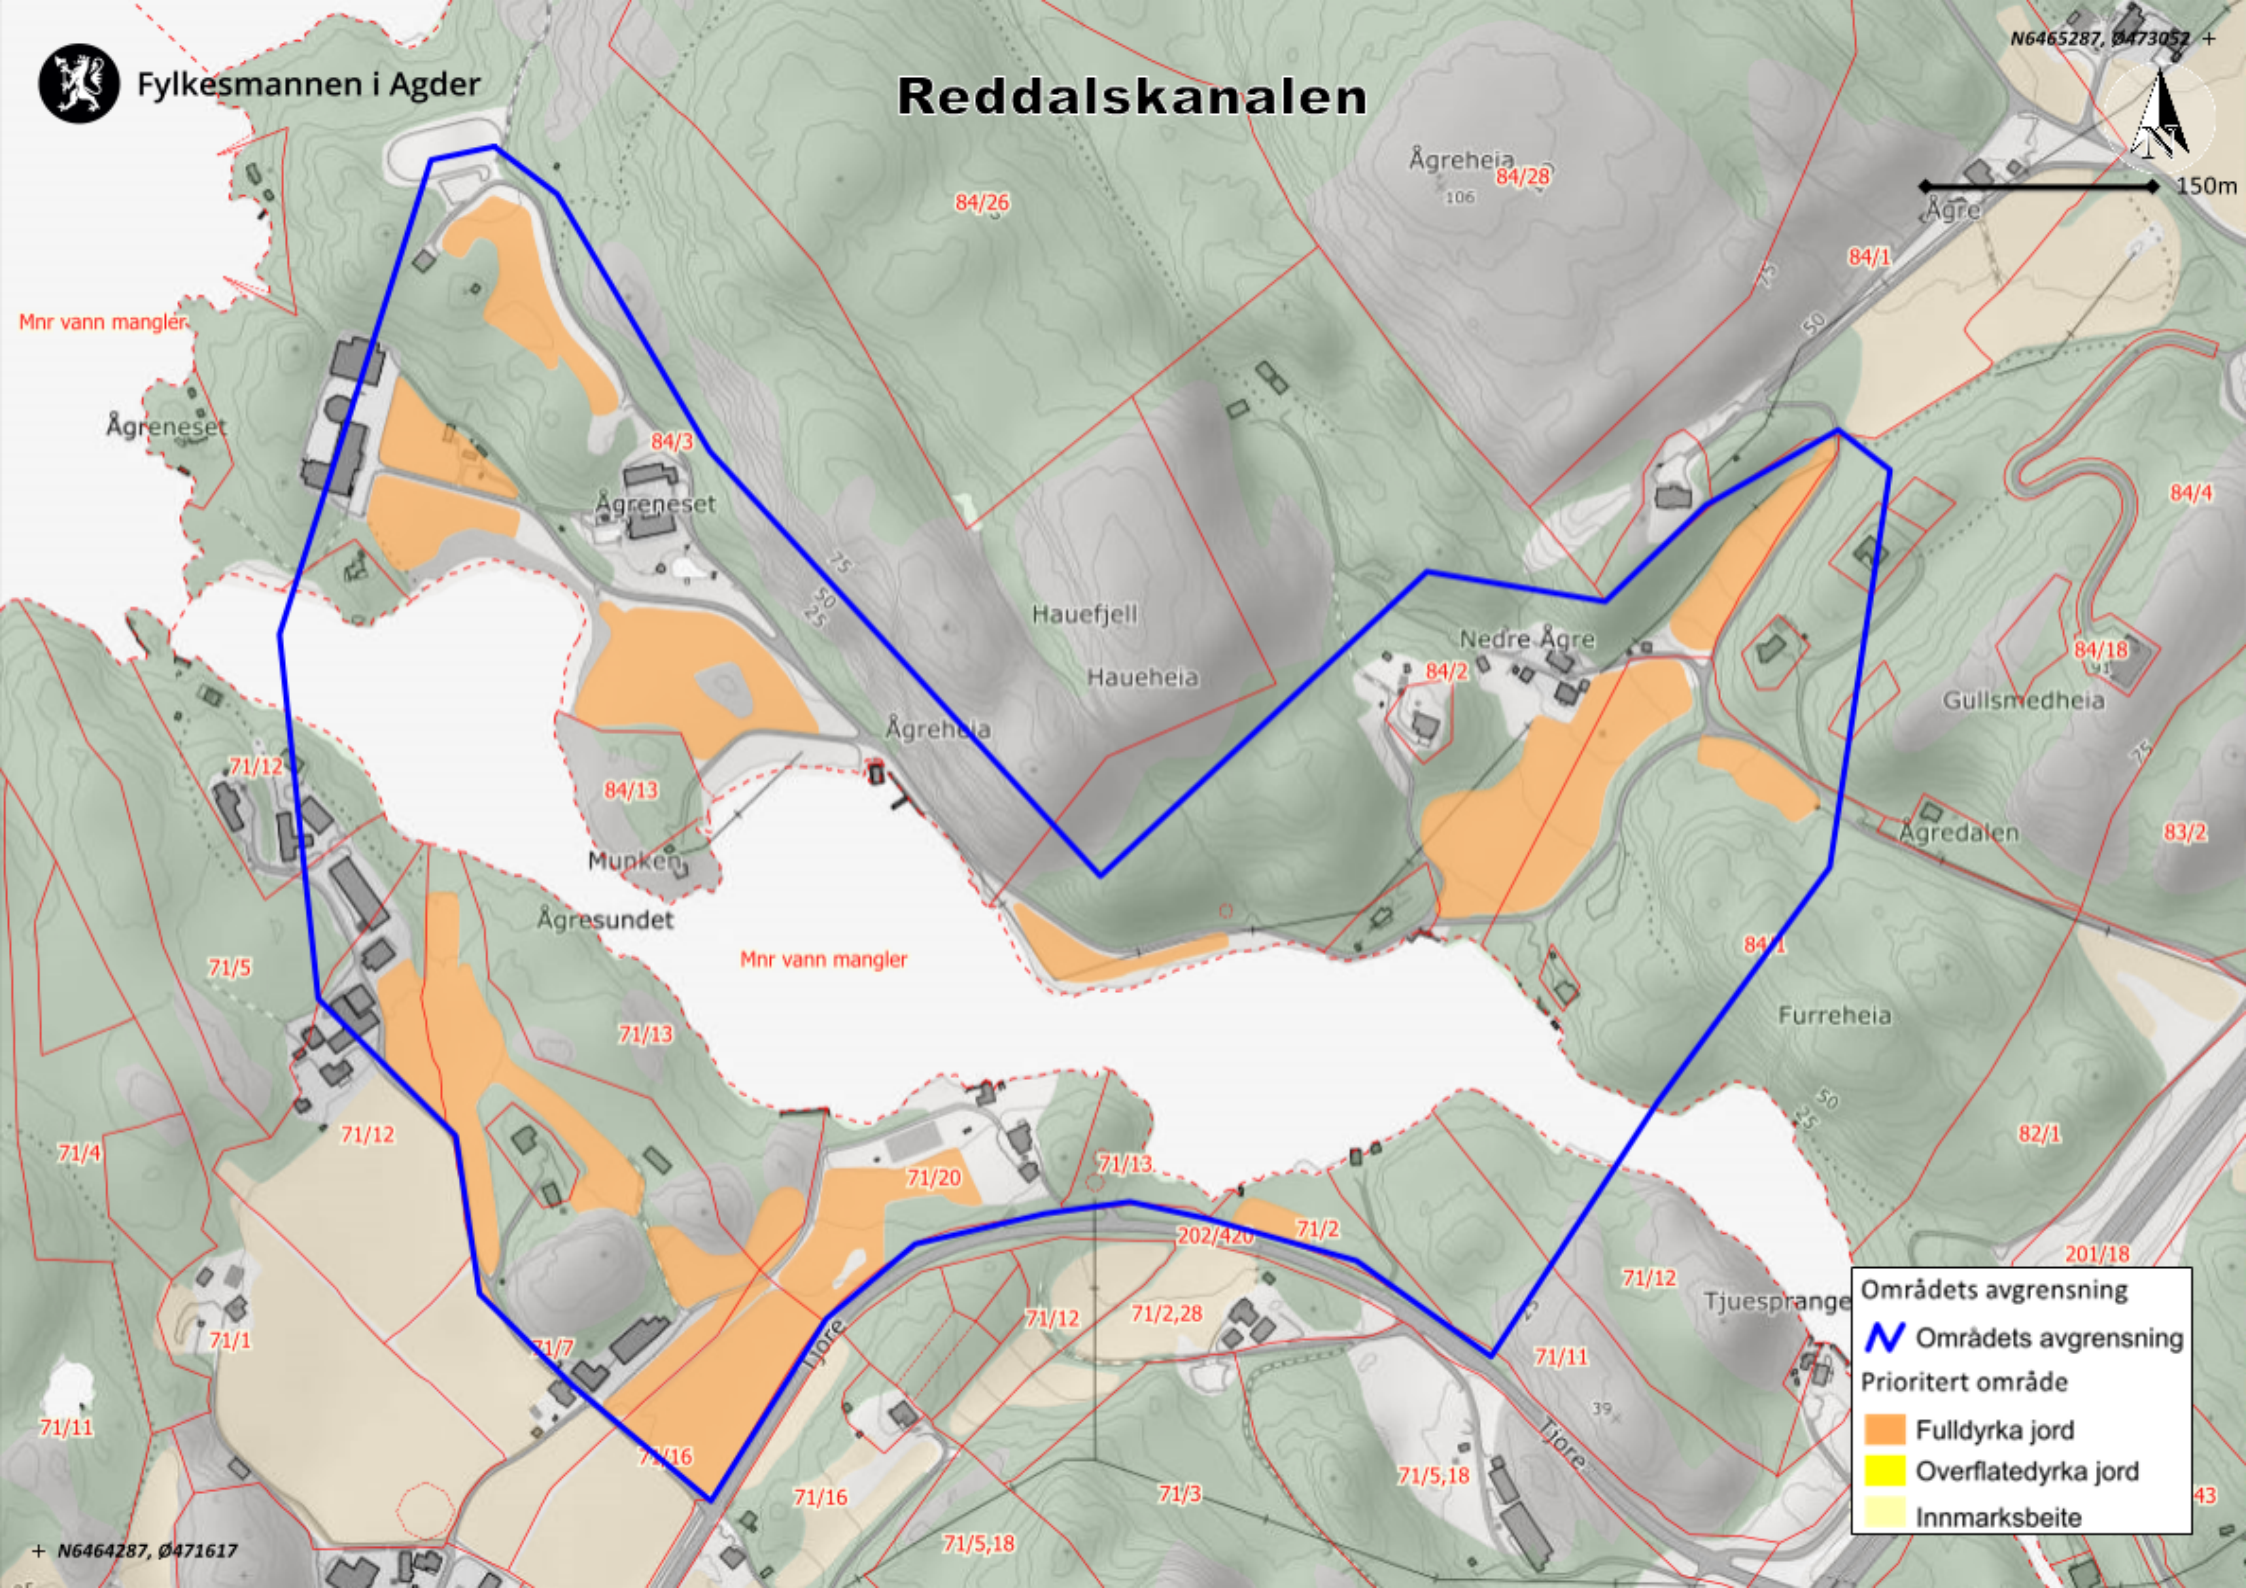 N6465287, Ø473052 +
Fylkesmannen i Agder
Reddalskanalen
N
150m
Ågreheia
84/28
106
84/26
Ågre
84/1
75
Mnr vann mangler
50
Ågreneset
84/3
84/4
Ågreneset
75
50
25
Hauefjell
Nedre Ågre
84/18
91
84/2
Haueheia
Gullsmedheia
Ågreheia
75
71/12
84/13
Ågredalen
83/2
Munken
Ågresundet
84/1
Mnr vann mangler
71/5
Furreheia
71/13
50
25
71/12
82/1
71/4
71/13
71/20
71/2
202/420
201/18
71/12
Tjuesprange
71/12
71/2,28
71/1
Tjore
71/7
25
71/11
39
71/11
Tjore
71/16
71/5,18
71/16
71/3
43
71/5,18
+ N6464287, Ø471617
Områdets avgrensning
Områdets avgrensning
Prioritert område
Fulldyrka jord
Overflatedyrka jord
Innmarksbeite